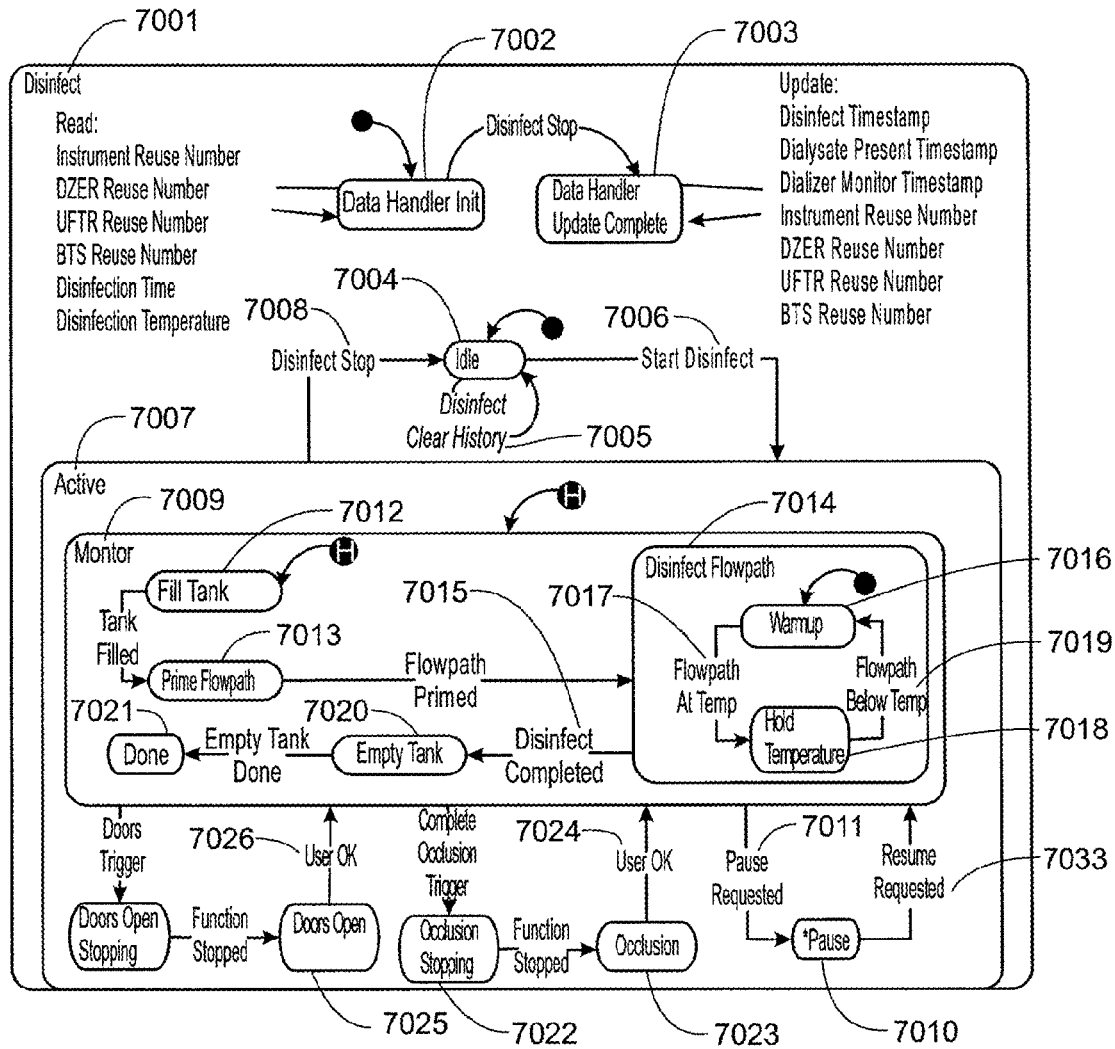 7001
7002
7003
Disinfect
Read:
Instrument Reuse Number
DZER Reuse Number
UFTR Reuse Number
BTS Reuse Number
Disinfection Time
Disinfection Temperature
Disinfect Stop
Data Handler Init
Data Handler
Update Complete
Update:
Disinfect Timestamp
Dialysate Present Timestamp
Dializer Monitor Timestamp
Instrument Reuse Number
DZER Reuse Number
UFTR Reuse Number
BTS Reuse Number
7004
7008
7006
Disinfect Stop
Idle
Start Disinfect
Disinfect
Clear History
7005
7007
Active
7009
H
7012
7014
Montor
H
Disinfect Flowpath
7016
Fill Tank
7015
7017
Warmup
Tank
Filled
7013
7019
Prime Flowpath
Flowpath
Primed
Flowpath
At Temp
Flowpath
Below Temp
7021
7020
Hold
Temperature
7018
Done
Empty Tank
Done
Empty Tank
Disinfect
Completed
Doors
Trigger
7026
User OK
Complete
Occlusion
Trigger
7024
User OK
7011
Pause
Requested
Resume
Requested
7033
Doors Open
Stopping
Function
Stopped
Doors Open
Occlusion
Stopping
Function
Stopped
Occlusion
*Pause
7025
7022
7023
7010